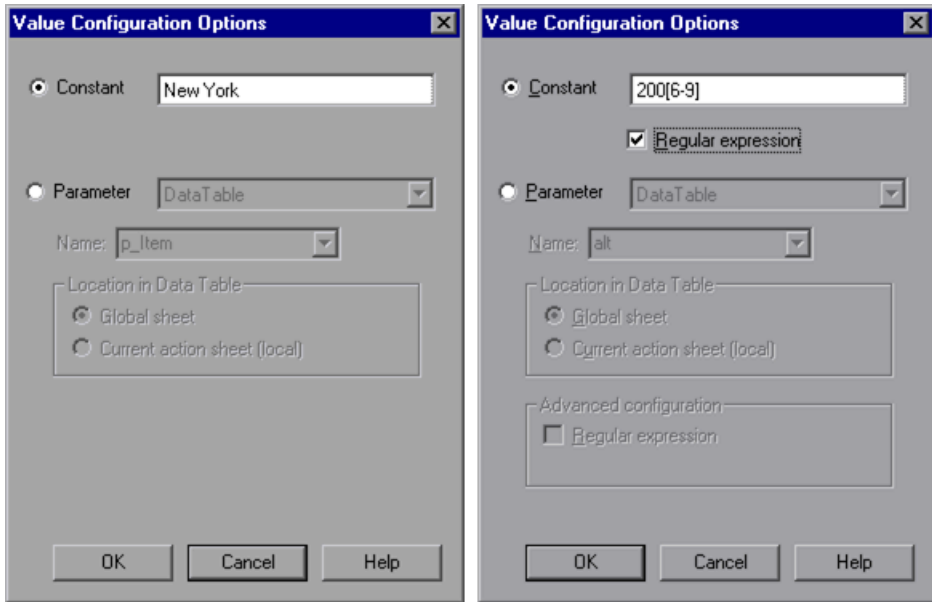 Value Configuration Options
Constant New York
Parameter DataTable
Name: p_Item
Location in Data Table
Global sheet
Current action sheet (local)
OK Cancel Help
Value Configuration Options
Constant 200[6-9]
Regular expression
Parameter DataTable
Name: alt
Location in Data Table
Global sheet
Current action sheet (local)
Advanced configuration
Regular expression
OK Cancel Help